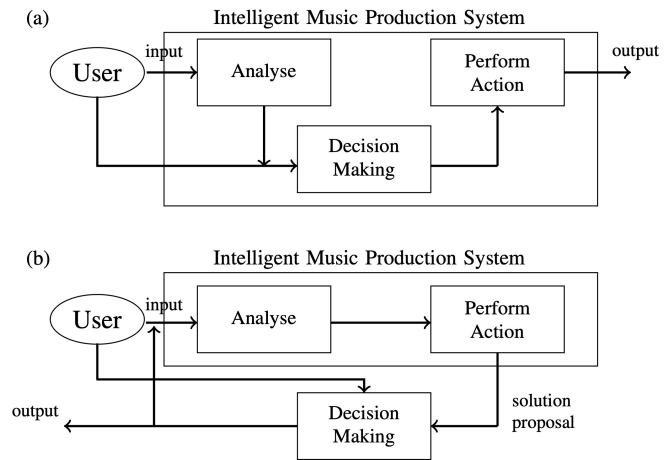 (a)
Intelligent Music Production System
User
input
Analyse
Perform
Action
output
Decision
Making
(b)
Intelligent Music Production System
User
input
Analyse
Perform
Action
output
Decision
Making
solution
proposal